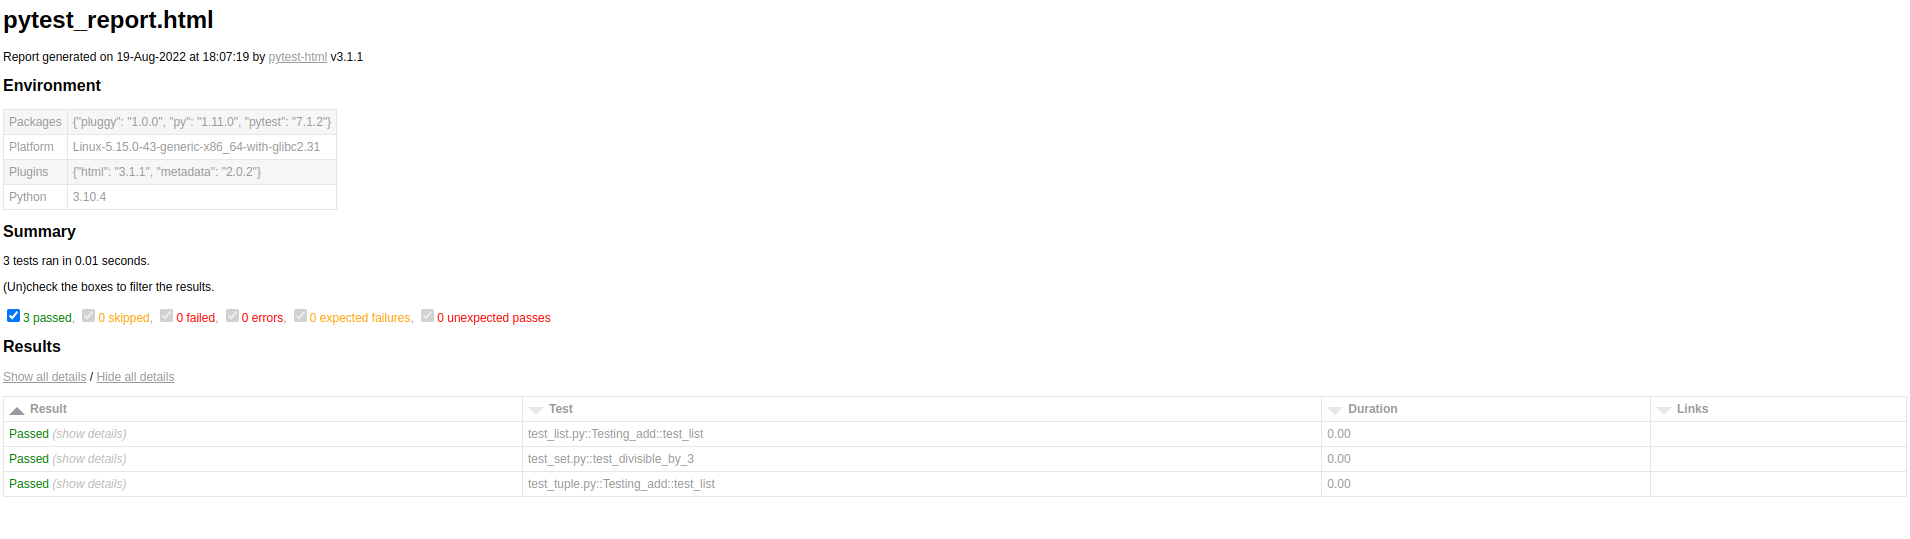 pytest_report.html
Report generated on 19-Aug-2022 at 18:07:19 by pytest-html v3.1.1
Environment
Packages {"pluggy": "1.0.0", "py": "1.11.0", "pytest": "7.1.2"}
Platform Linux-5.15.0-43-generic-x86_64-with-glibc2.31
Plugins {"html": "3.1.1", "metadata": "2.0.2"}
Python 3.10.4
Summary
3 tests ran in 0.01 seconds.
(Un)check the boxes to filter the results.
3 passed, 0 skipped, 0 failed, 0 errors, 0 expected failures, 0 unexpected passes
Results
Show all details / Hide all details
Result Test Duration Links
Passed (show details) test_list.py::Testing_add::test_list 0.00
Passed (show details) test_set.py::test_divisible_by_3 0.00
Passed (show details) test_tuple.py::Testing_add::test_list 0.00